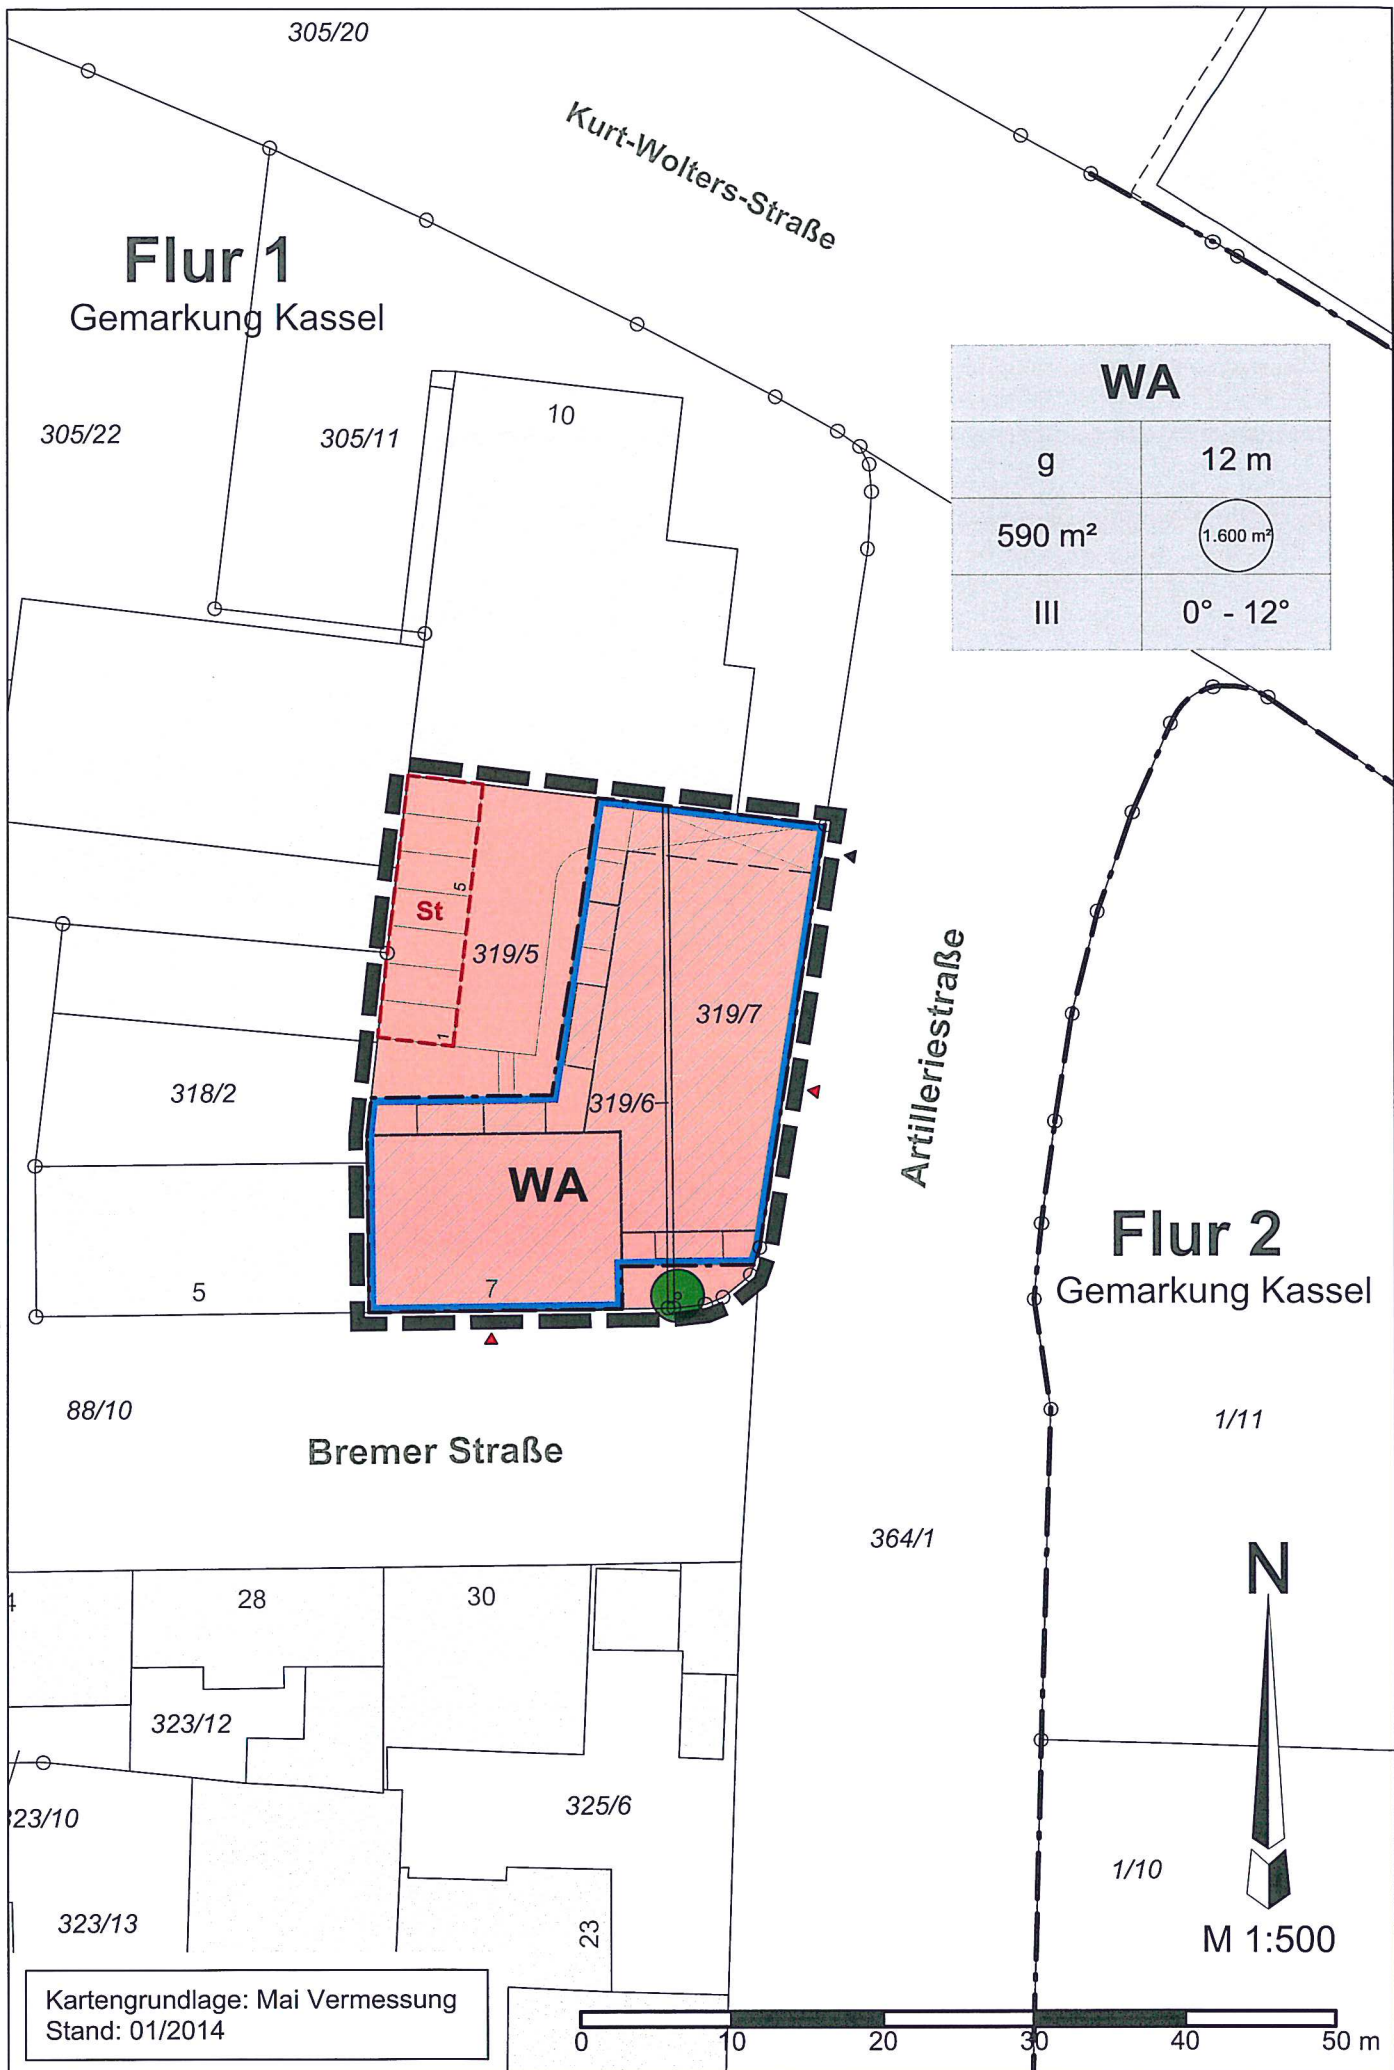 305/20
Kurt-Wolters-Straße
Flur 1
Gemarkung Kassel
305/22
305/11
10
WA
g 12 m
590 m² 1.600 m²
III 0° - 12°
5
St
319/5
319/7
1
318/2
319/6
Artilleriestraße
WA
Flur 2
Gemarkung Kassel
5
7
88/10
Bremer Straße
1/11
364/1
N
28
30
323/12
325/6
1/10
323/13
23
M 1:500
Kartengrundlage: Mai Vermessung
Stand: 01/2014
0 10 20 30 40 50 m